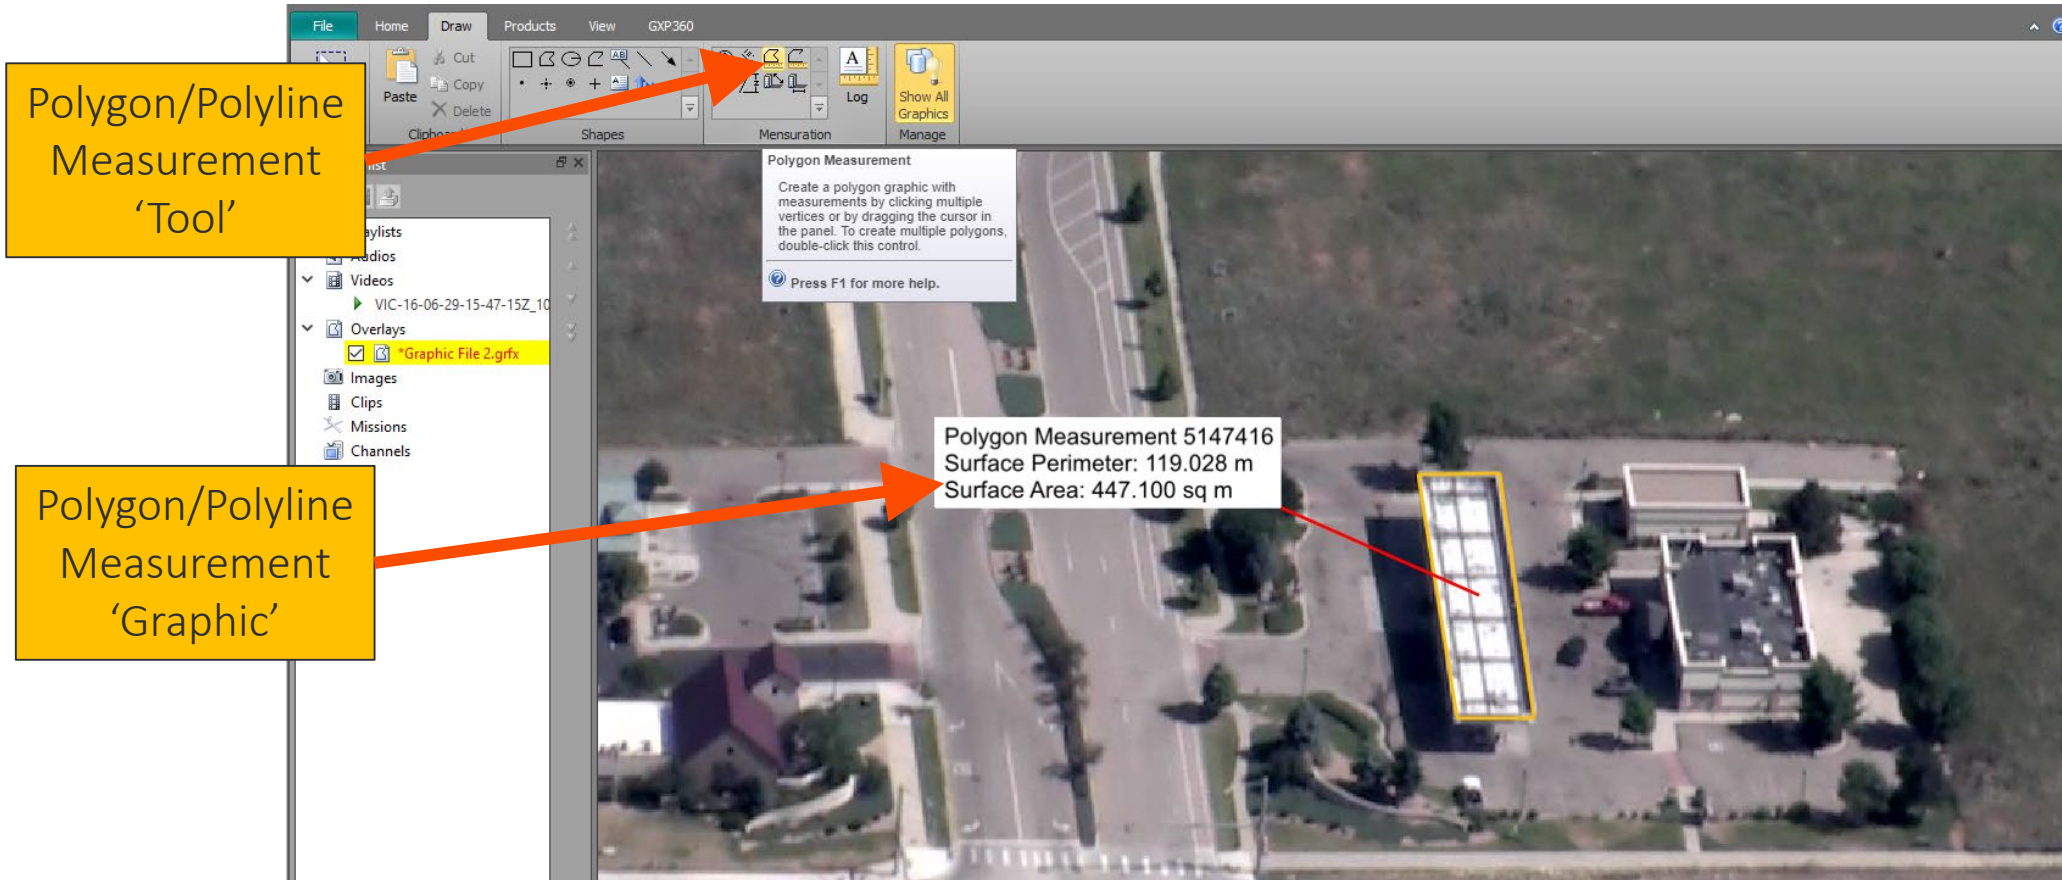 File Home Draw Products View GXP360
Polygon/Polyline
Measurement
‘Tool’
Cut
Copy
Delete
Paste
A
AB
A
Log
Show All
Graphics
Shapes
Mensuration
Manage
Polygon Measurement
Create a polygon graphic with
measurements by clicking multiple
vertices or by dragging the cursor in
the panel. To create multiple polygons,
double-click this control.
Press F1 for more help.
Videos
VIC-16-06-29-15-47-15Z_10
Overlays
*Graphic File 2.grfx
Images
Clips
Missions
Channels
Polygon/Polyline
Measurement
‘Graphic’
Polygon Measurement 5147416
Surface Perimeter: 119.028 m
Surface Area: 447.100 sq m